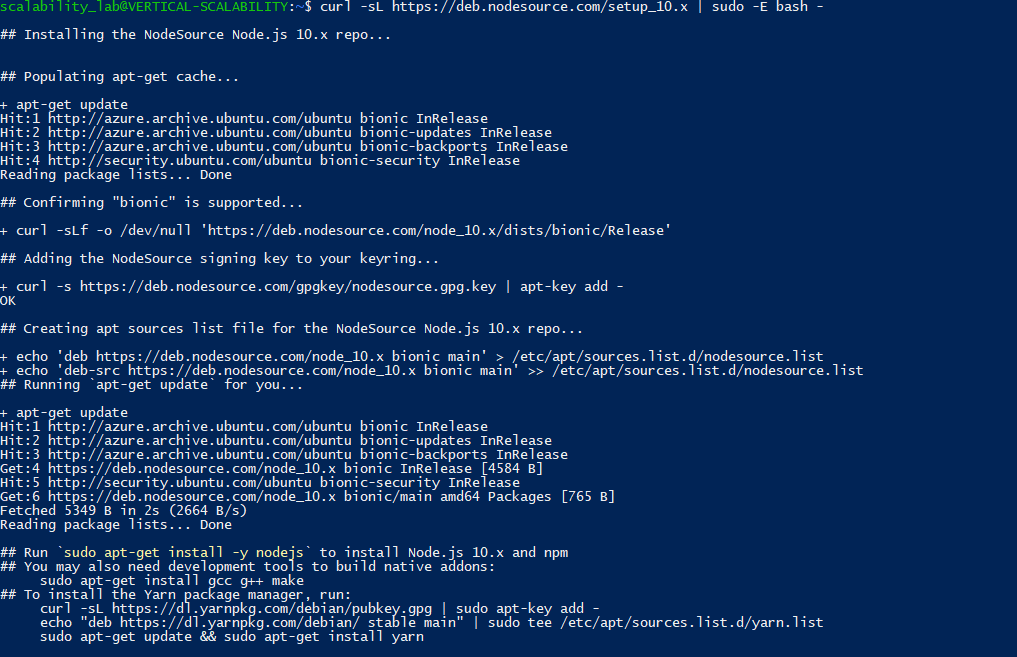 scalability_lab@VERTICAL-SCALABILITY:~$ curl -sL https://deb.nodesource.com/setup_10.x | sudo -E bash -
## Installing the NodeSource Node.js 10.x repo...
## Populating apt-get cache...
+ apt-get update
Hit:1 http://azure.archive.ubuntu.com/ubuntu bionic InRelease
Hit:2 http://azure.archive.ubuntu.com/ubuntu bionic-updates InRelease
Hit:3 http://azure.archive.ubuntu.com/ubuntu bionic-backports InRelease
Hit:4 http://security.ubuntu.com/ubuntu bionic-security InRelease
Reading package lists... Done
## Confirming "bionic" is supported...
+ curl -sLf -o /dev/null 'https://deb.nodesource.com/node_10.x/dists/bionic/Release'
## Adding the NodeSource signing key to your keyring...
+ curl -s https://deb.nodesource.com/gpgkey/nodesource.gpg.key | apt-key add -
OK
## Creating apt sources list file for the NodeSource Node.js 10.x repo...
+ echo 'deb https://deb.nodesource.com/node_10.x bionic main' > /etc/apt/sources.list.d/nodesource.list
+ echo 'deb-src https://deb.nodesource.com/node_10.x bionic main' >> /etc/apt/sources.list.d/nodesource.list
## Running `apt-get update` for you...
+ apt-get update
Hit:1 http://azure.archive.ubuntu.com/ubuntu bionic InRelease
Hit:2 http://azure.archive.ubuntu.com/ubuntu bionic-updates InRelease
Hit:3 http://azure.archive.ubuntu.com/ubuntu bionic-backports InRelease
Get:4 https://deb.nodesource.com/node_10.x bionic InRelease [4584 B]
Hit:5 http://security.ubuntu.com/ubuntu bionic-security InRelease
Get:6 https://deb.nodesource.com/node_10.x bionic/main amd64 Packages [765 B]
Fetched 5349 B in 2s (2664 B/s)
Reading package lists... Done
## Run `sudo apt-get install -y nodejs` to install Node.js 10.x and npm
## You may also need development tools to build native addons:
sudo apt-get install gcc g++ make
## To install the Yarn package manager, run:
curl -sL https://dl.yarnpkg.com/debian/pubkey.gpg | sudo apt-key add -
echo "deb https://dl.yarnpkg.com/debian/ stable main" | sudo tee /etc/apt/sources.list.d/yarn.list
sudo apt-get update && sudo apt-get install yarn